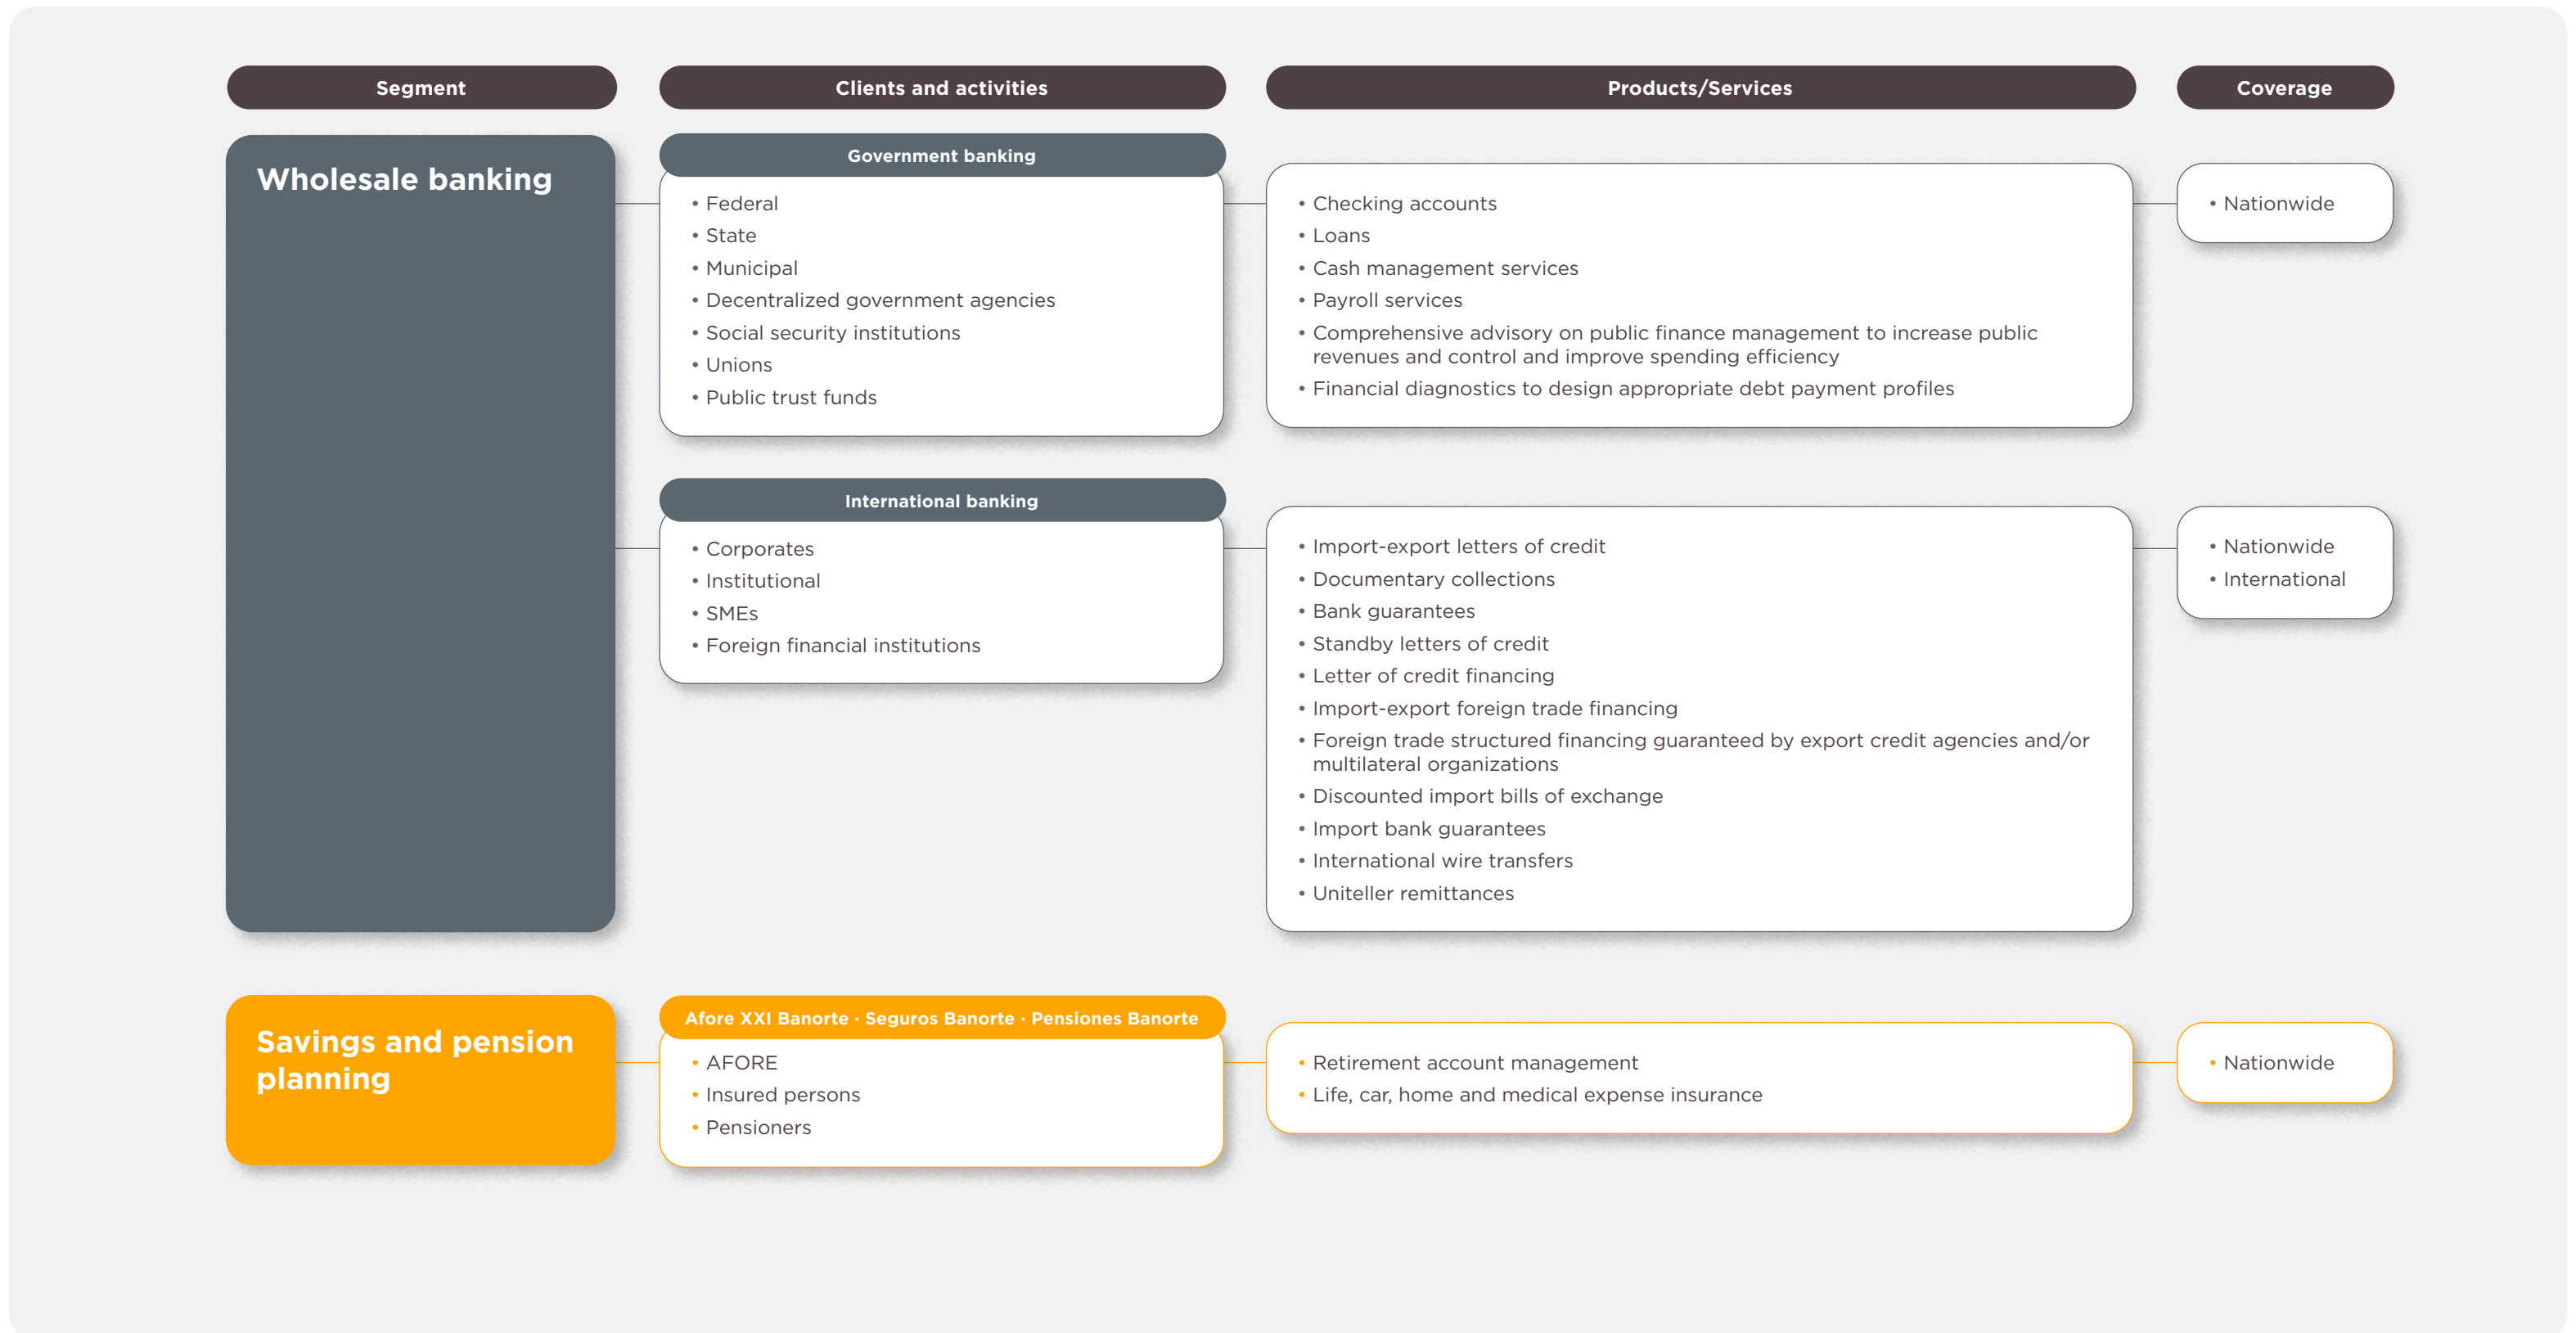 Segment
Clients and activities
Products/Services
Coverage
Wholesale banking
Government banking
• Federal
• State
• Municipal
• Decentralized government agencies
• Social security institutions
• Unions
• Public trust funds
• Checking accounts
• Loans
• Cash management services
• Payroll services
• Comprehensive advisory on public finance management to increase public
revenues and control and improve spending efficiency
• Financial diagnostics to design appropriate debt payment profiles
• Nationwide
International banking
• Corporates
• Institutional
• SMEs
• Foreign financial institutions
• Import-export letters of credit
• Documentary collections
• Bank guarantees
• Standby letters of credit
• Letter of credit financing
• Import-export foreign trade financing
• Foreign trade structured financing guaranteed by export credit agencies and/or
multilateral organizations
• Discounted import bills of exchange
• Import bank guarantees
• International wire transfers
• Uniteller remittances
• Nationwide
• International
Savings and pension
planning
Afore XXI Banorte · Seguros Banorte · Pensiones Banorte
• AFORE
• Insured persons
• Pensioners
• Retirement account management
• Life, car, home and medical expense insurance
• Nationwide